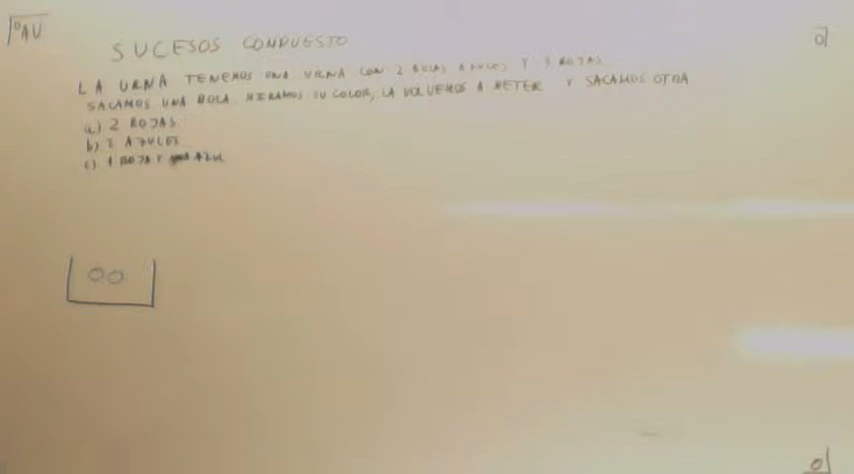 SUCESOS COMPUESTO
LA URNA TENEMOS UNA URNA CON 2 BOLAS AZULES Y 3 ROJAS
SACAMOS UNA BOLA MIRAMOS SU COLOR, LA VOLVEMOS A METER Y SACAMOS OTRA
a) 2 ROJAS
b) 2 AZULES
c) 1 ROJA Y AZUL